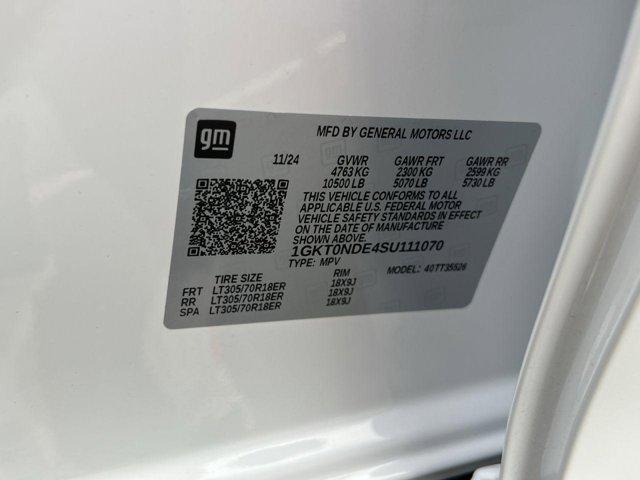 gm
MFD BY GENERAL MOTORS LLC
11/24 GVWR GAWR FRT GAWR RR
4763 KG 2300 KG 2599 KG
10500 LB 5070 LB 5730 LB
THIS VEHICLE CONFORMS TO ALL
APPLICABLE U.S. FEDERAL MOTOR
VEHICLE SAFETY STANDARDS IN EFFECT
ON THE DATE OF MANUFACTURE
SHOWN ABOVE.
1GKT0NDE4SU111070
TYPE: MPV MODEL: 40TT35526
TIRE SIZE RIM
FRT LT305/70R18ER 18X9J
RR LT305/70R18ER 18X9J
SPA LT305/70R18ER 18X9J